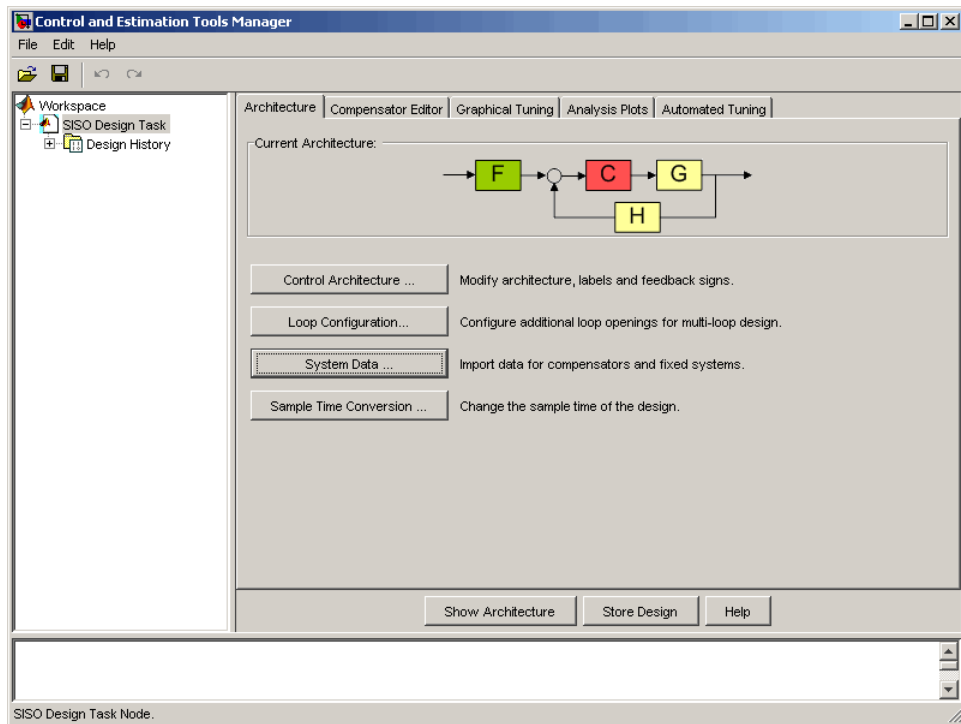 Control and Estimation Tools Manager
File Edit Help
Workspace
SISO Design Task
Design History
Architecture Compensator Editor Graphical Tuning Analysis Plots Automated Tuning
Current Architecture:
F C G
H
Control Architecture ... Modify architecture, labels and feedback signs.
Loop Configuration... Configure additional loop openings for multi-loop design.
System Data ... Import data for compensators and fixed systems.
Sample Time Conversion ... Change the sample time of the design.
Show Architecture Store Design Help
SISO Design Task Node.